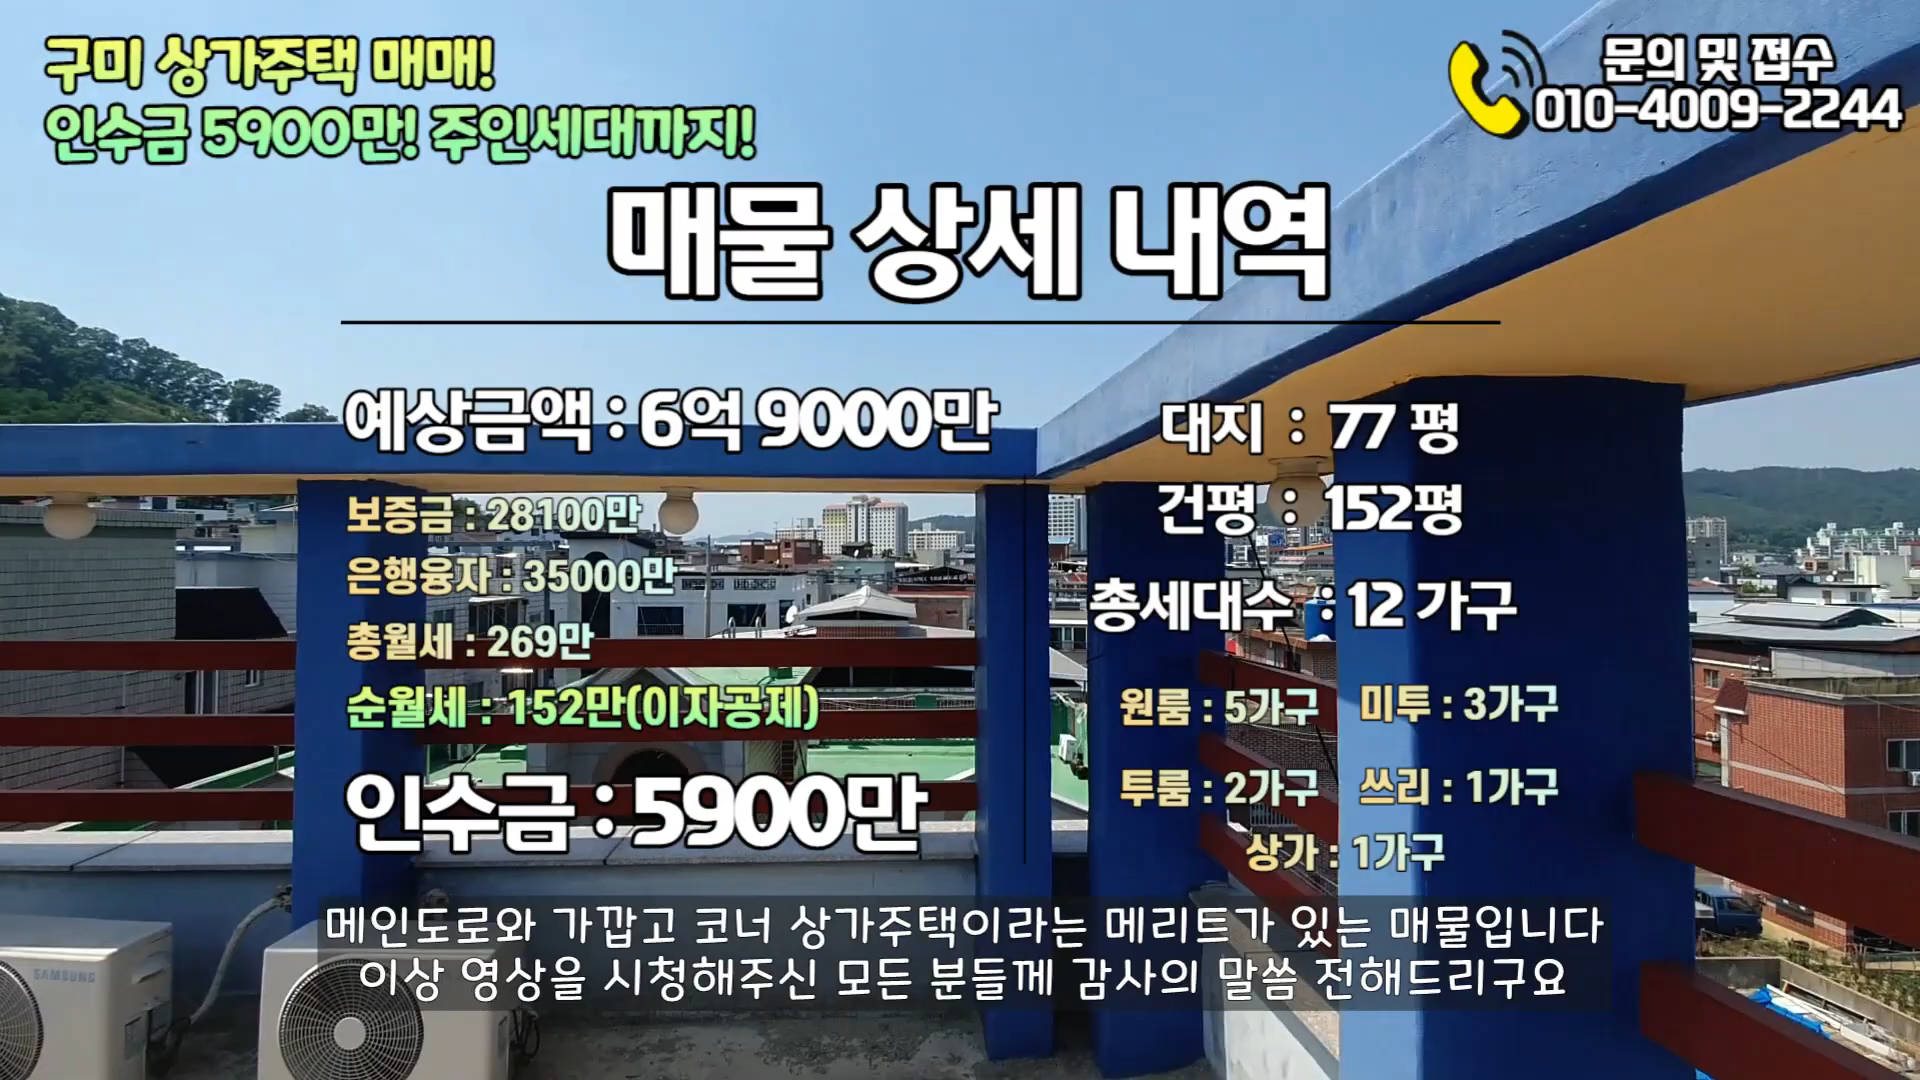 구미 상가주택 매매!
인수금 5900만! 주인세대까지!
문의 및 접수
010-4009-2244
매물 상세 내역
예상금액 : 6억 9000만
보증금 : 28100만
은행융자 : 35000만
총월세 : 269만
순월세 : 152만(이자공제)
인수금 : 5900만
대지 : 77 평
건평 : 152평
총세대수 : 12 가구
원룸 : 5가구 미투 : 3가구
투룸 : 2가구 쓰리 : 1가구
상가 : 1가구
메인도로와 가깝고 코너 상가주택이라는 메리트가 있는 매물입니다
이상 영상을 시청해주신 모든 분들께 감사의 말씀 전해드리구요
SAMSUNG